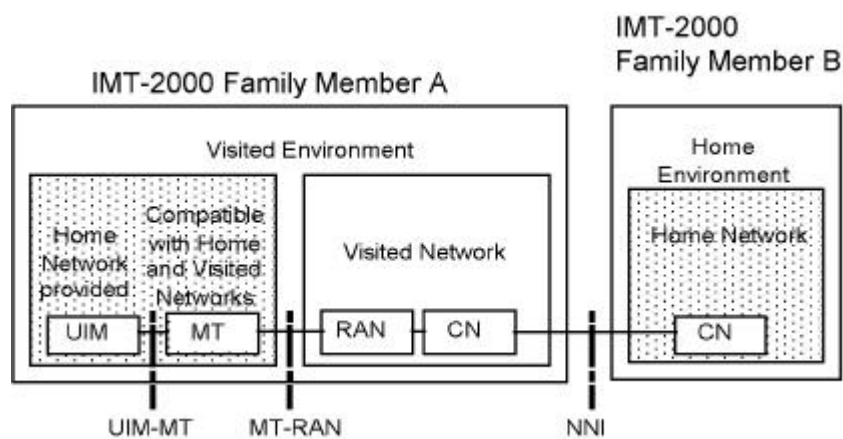 IMT-2000
Family Member B
IMT-2000 Family Member A
Visited Environment
Home
Environment
Home
Network
provided
Compatible
with Home
and Visited
Networks
Visited Network
Home Network
UIM
MT
RAN
CN
CN
UIM-MT
MT-RAN
NNI